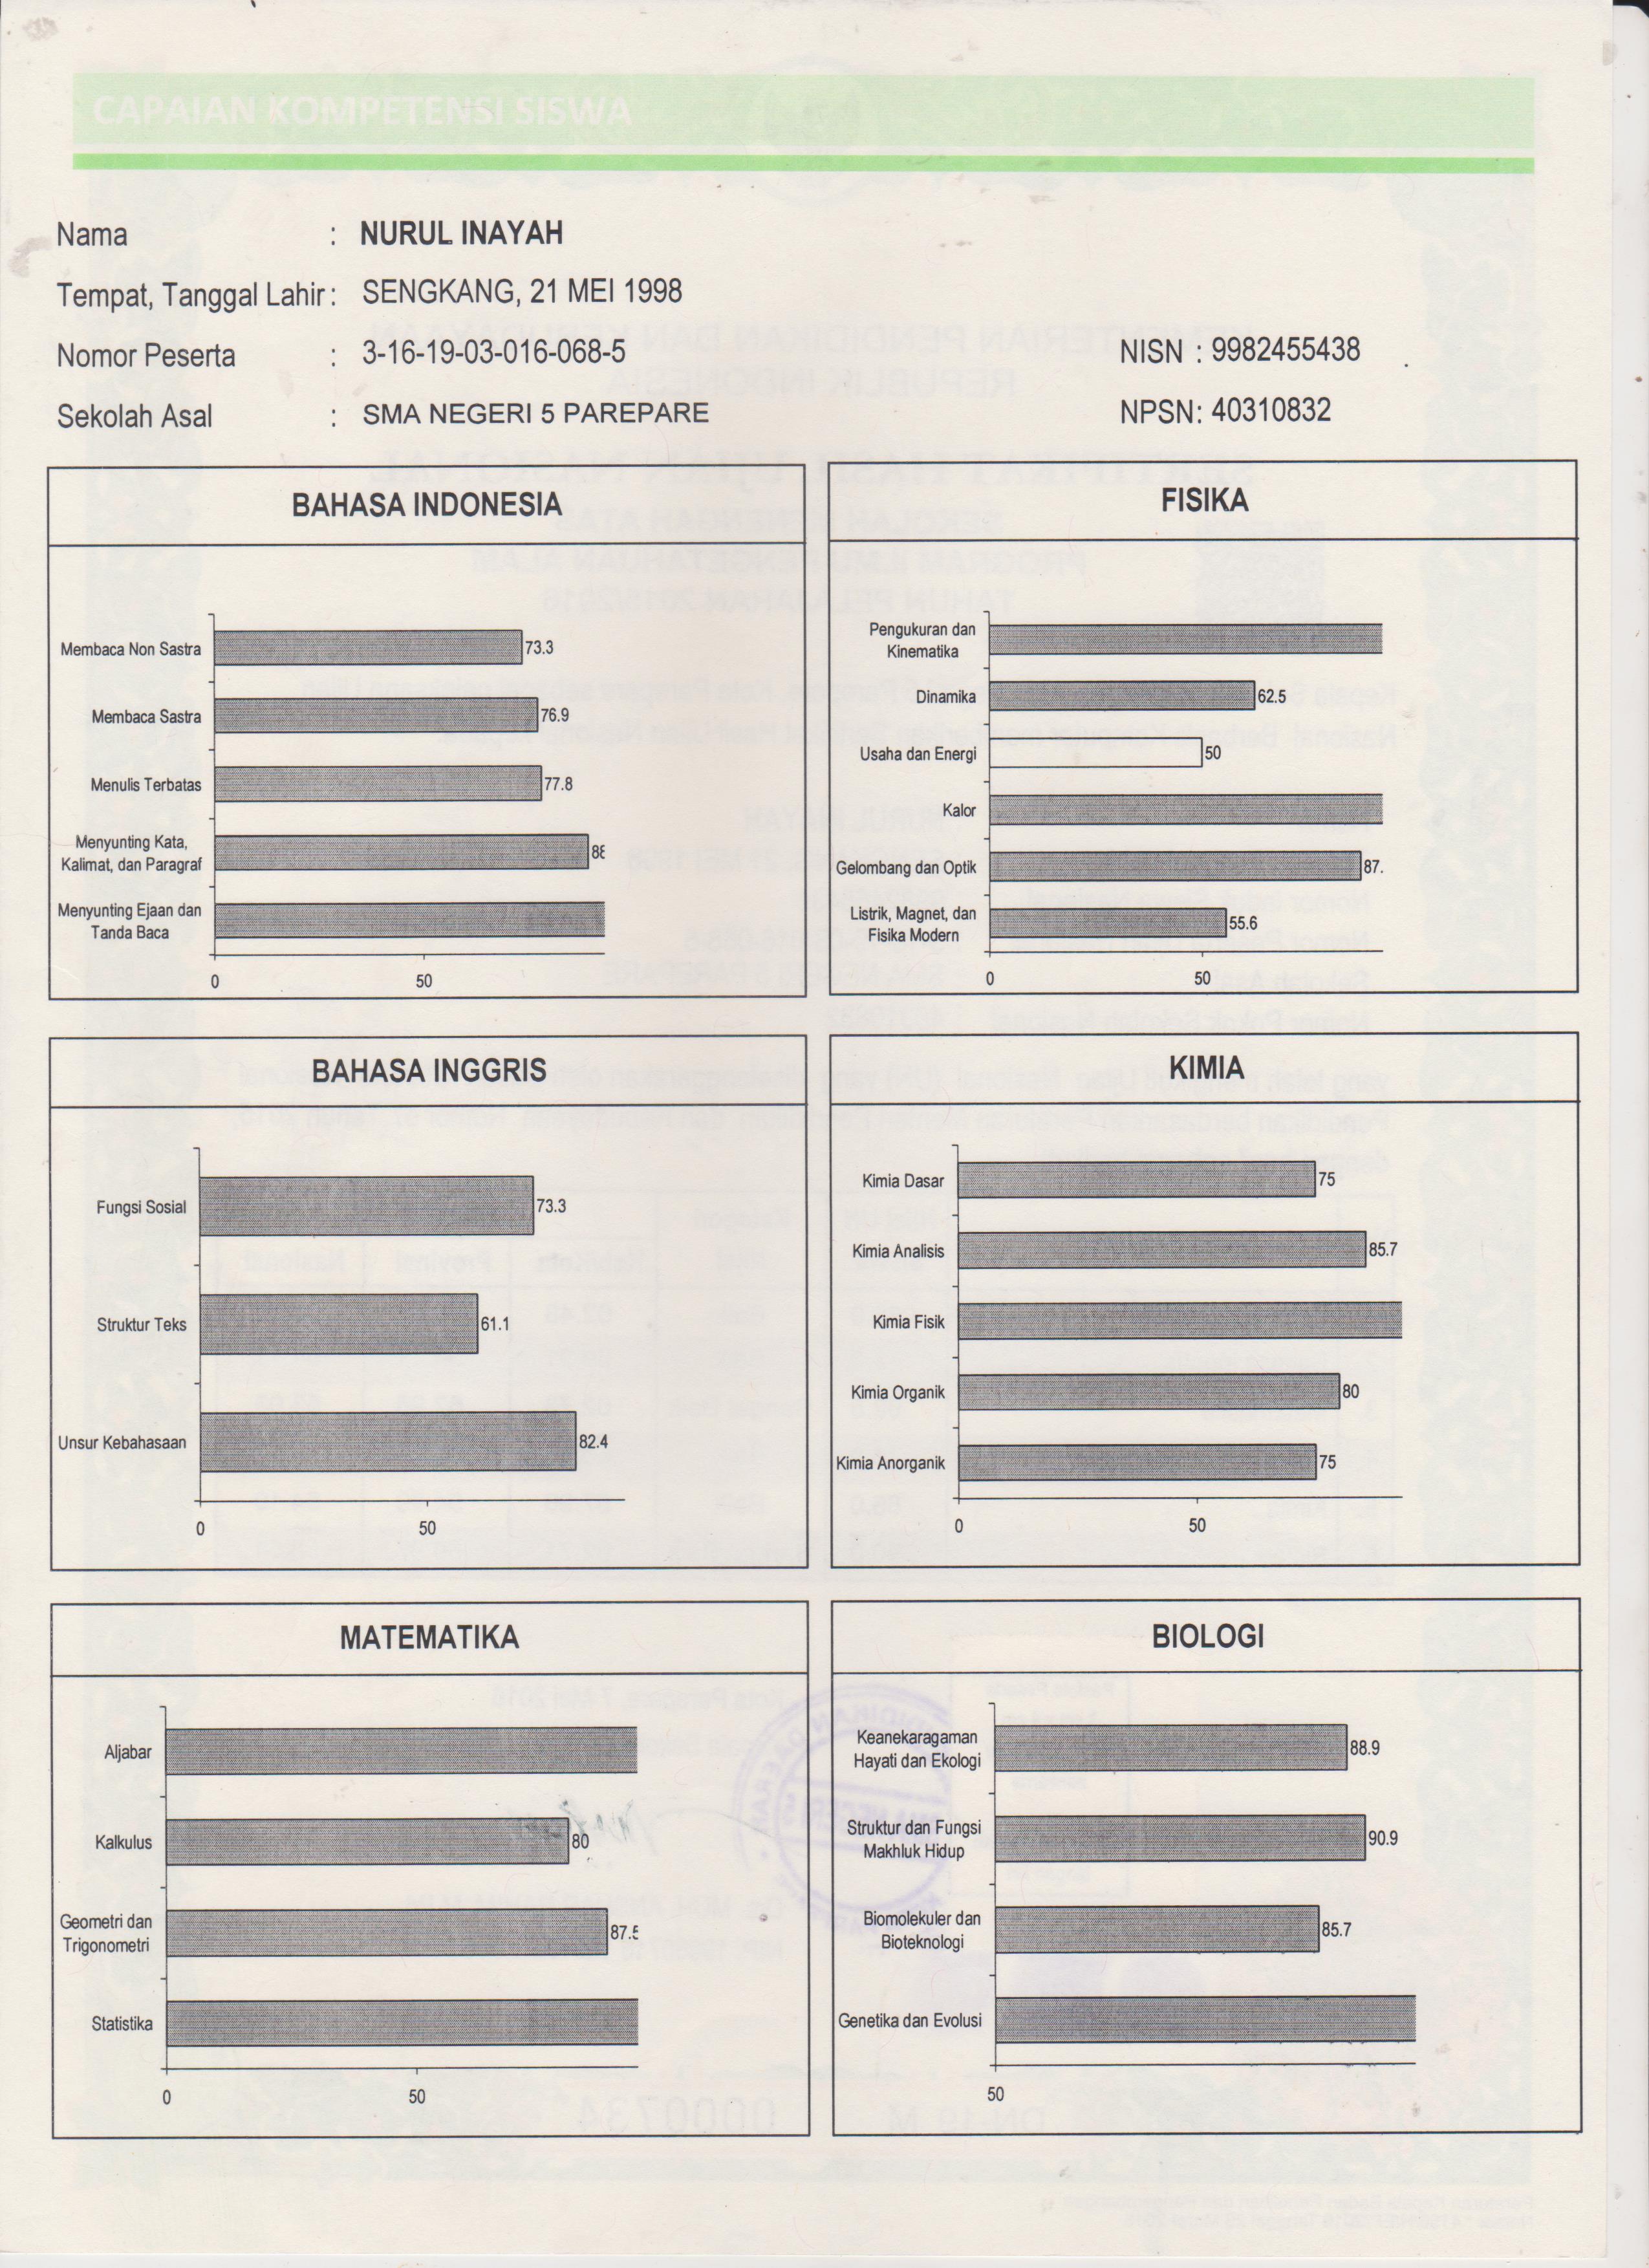 CAPAIAN KOMPETENSI SISWA
Nama : NURUL INAYAH
Tempat, Tanggal Lahir : SENGKANG, 21 MEI 1998
Nomor Peserta : 3-16-19-03-016-068-5 NISN : 9982455438
Sekolah Asal : SMA NEGERI 5 PAREPARE NPSN: 40310832
BAHASA INDONESIA
Membaca Non Sastra 73.3
Membaca Sastra 76.9
Menulis Terbatas 77.8
Menyunting Kata,
Kalimat, dan Paragraf 88
Menyunting Ejaan dan
Tanda Baca
0 50
FISIKA
Pengukuran dan
Kinematika
Dinamika 62.5
Usaha dan Energi 50
Kalor
Gelombang dan Optik 87.
Listrik, Magnet, dan
Fisika Modern 55.6
0 50
BAHASA INGGRIS
Fungsi Sosial 73.3
Struktur Teks 61.1
Unsur Kebahasaan 82.4
0 50
KIMIA
Kimia Dasar 75
Kimia Analisis 85.7
Kimia Fisik
Kimia Organik 80
Kimia Anorganik 75
0 50
MATEMATIKA
Aljabar
Kalkulus 80
Geometri dan
Trigonometri 87.5
Statistika
0 50
BIOLOGI
Keanekaragaman
Hayati dan Ekologi 88.9
Struktur dan Fungsi
Makhluk Hidup 90.9
Biomolekuler dan
Bioteknologi 85.7
Genetika dan Evolusi
50